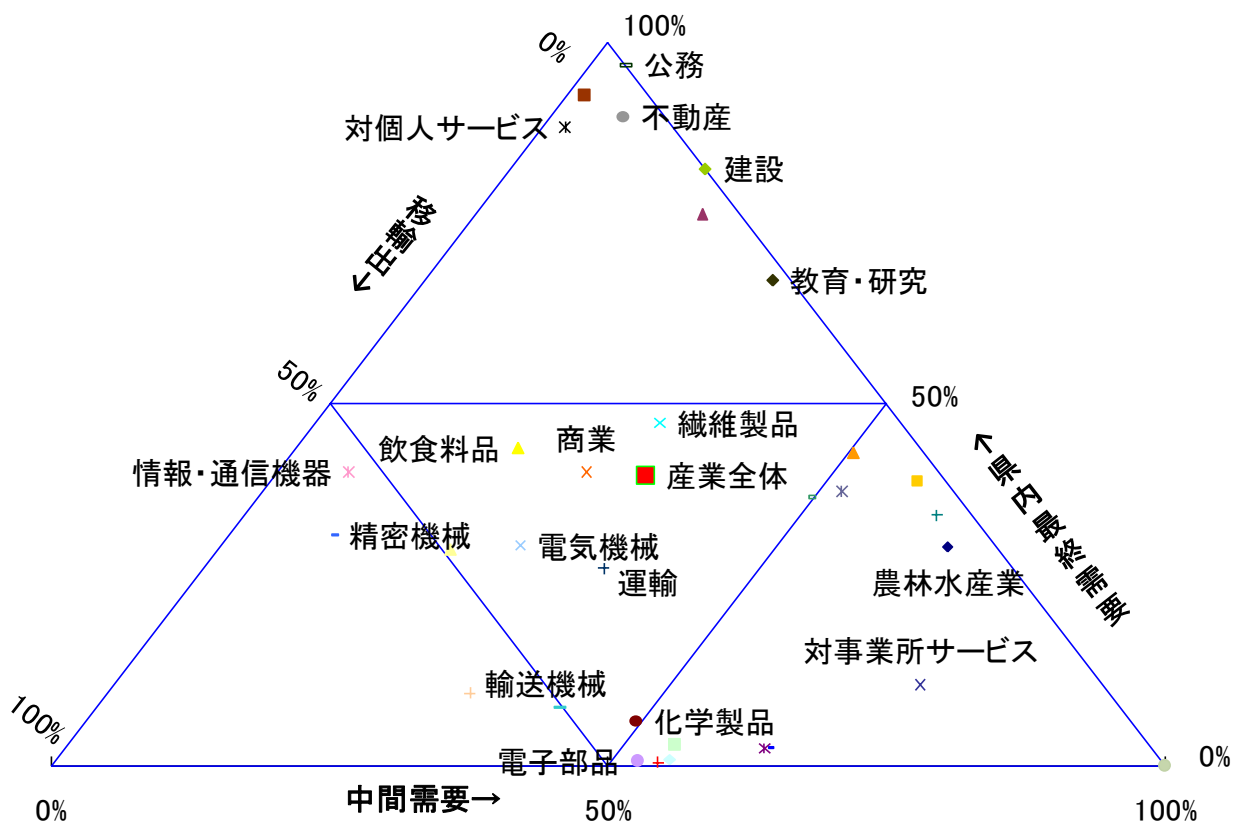 100%
0%
公務
不動産
対個人サービス
建設
移輸圧→
教育・研究
50%
50%
繊維製品
商業
飲食料品
情報・通信機器
産業全体
←県内最終需要
精密機械
電気機械
運輸
農林水産業
対事業所サービス
輸送機械
100%
化学製品
電子部品
0%
中間需要→
0%
50%
100%